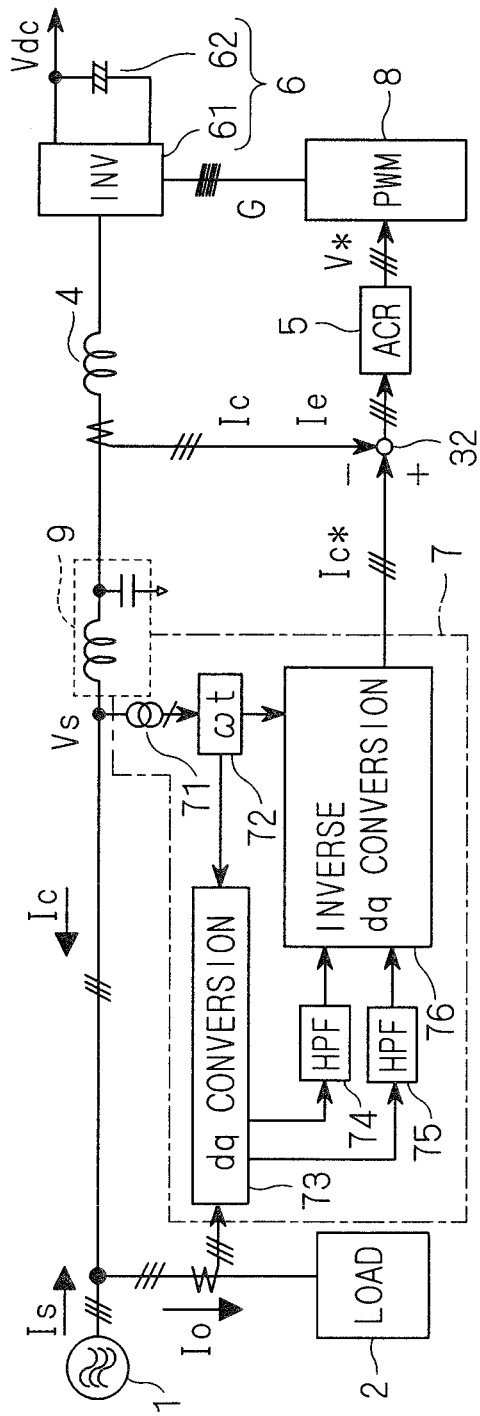 Is
Ic
Vs
9
4
Vdc
INV
62
61
6
1
Io
71
ωt
72
Ic
Ie
G
dq CONVERSION
73
INVERSE
dq CONVERSION
76
Ic*
−
+
32
ACR
5
V*
PWM
8
HPF
74
HPF
75
7
LOAD
2